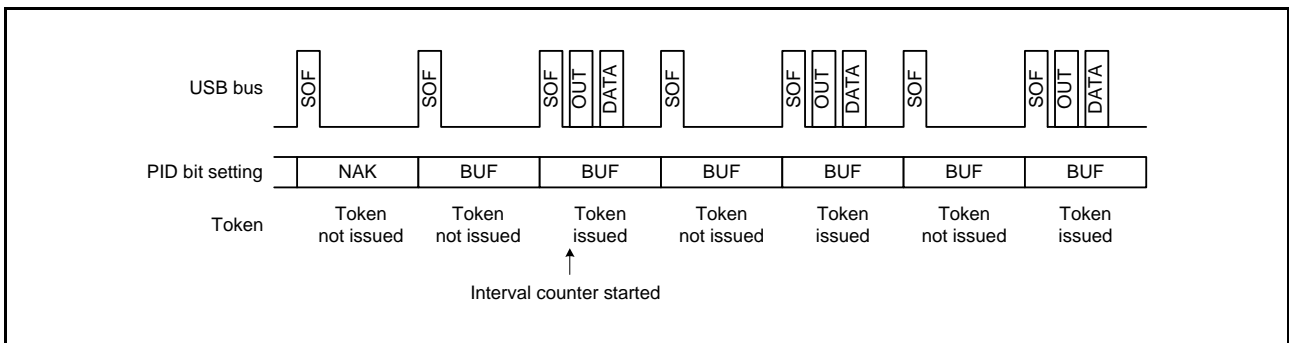 USB bus SOF SOF SOF OUT DATA SOF SOF OUT DATA SOF SOF OUT DATA
PID bit setting NAK BUF BUF BUF BUF BUF BUF
Token Token not issued Token not issued Token issued Token not issued Token issued Token not issued Token issued
Interval counter started